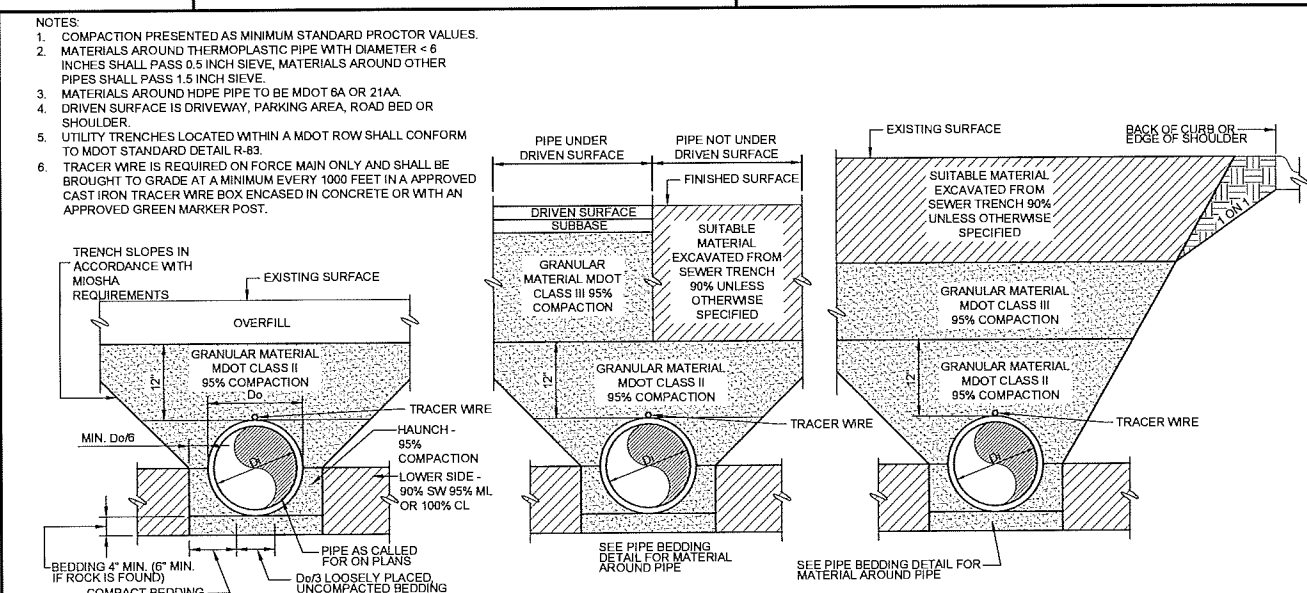 NOTES:
1. COMPACTION PRESENTED AS MINIMUM STANDARD PROCTOR VALUES.
2. MATERIALS AROUND THERMOPLASTIC PIPE WITH DIAMETER < 6
INCHES SHALL PASS 0.5 INCH SIEVE, MATERIALS AROUND OTHER
PIPES SHALL PASS 1.5 INCH SIEVE.
3. MATERIALS AROUND HDPE PIPE TO BE MDOT 6A OR 21AA.
4. DRIVEN SURFACE IS DRIVEWAY, PARKING AREA, ROAD BED OR
SHOULDER.
5. UTILITY TRENCHES LOCATED WITHIN A MDOT ROW SHALL CONFORM
TO MDOT STANDARD DETAIL R-83.
6. TRACER WIRE IS REQUIRED ON FORCE MAIN ONLY AND SHALL BE
BROUGHT TO GRADE AT A MINIMUM EVERY 1000 FEET IN A APPROVED
CAST IRON TRACER WIRE BOX ENCASED IN CONCRETE OR WITH AN
APPROVED GREEN MARKER POST.
TRENCH SLOPES IN
ACCORDANCE WITH
MIOSHA
REQUIREMENTS
EXISTING SURFACE
OVERFILL
GRANULAR MATERIAL
MDOT CLASS II
95% COMPACTION
12"
Do
TRACER WIRE
MIN. Do/6
Di
HAUNCH -
95%
COMPACTION
LOWER SIDE -
90% SW 95% ML
OR 100% CL
PIPE AS CALLED
FOR ON PLANS
BEDDING 4" MIN. (6" MIN.
IF ROCK IS FOUND)
Do/3 LOOSELY PLACED,
UNCOMPACTED BEDDING
COMPACT BEDDING
PIPE UNDER
DRIVEN SURFACE
PIPE NOT UNDER
DRIVEN SURFACE
FINISHED SURFACE
DRIVEN SURFACE
SUBBASE
GRANULAR
MATERIAL MDOT
CLASS III 95%
COMPACTION
SUITABLE
MATERIAL
EXCAVATED FROM
SEWER TRENCH
90% UNLESS
OTHERWISE
SPECIFIED
12"
GRANULAR MATERIAL
MDOT CLASS II
95% COMPACTION
TRACER WIRE
Di
SEE PIPE BEDDING
DETAIL FOR MATERIAL
AROUND PIPE
EXISTING SURFACE
BACK OF CURB OR
EDGE OF SHOULDER
SUITABLE MATERIAL
EXCAVATED FROM
SEWER TRENCH 90%
UNLESS OTHERWISE
SPECIFIED
1 ON 1
GRANULAR MATERIAL
MDOT CLASS III
95% COMPACTION
12"
GRANULAR MATERIAL
MDOT CLASS II
95% COMPACTION
TRACER WIRE
Di
SEE PIPE BEDDING DETAIL FOR
MATERIAL AROUND PIPE